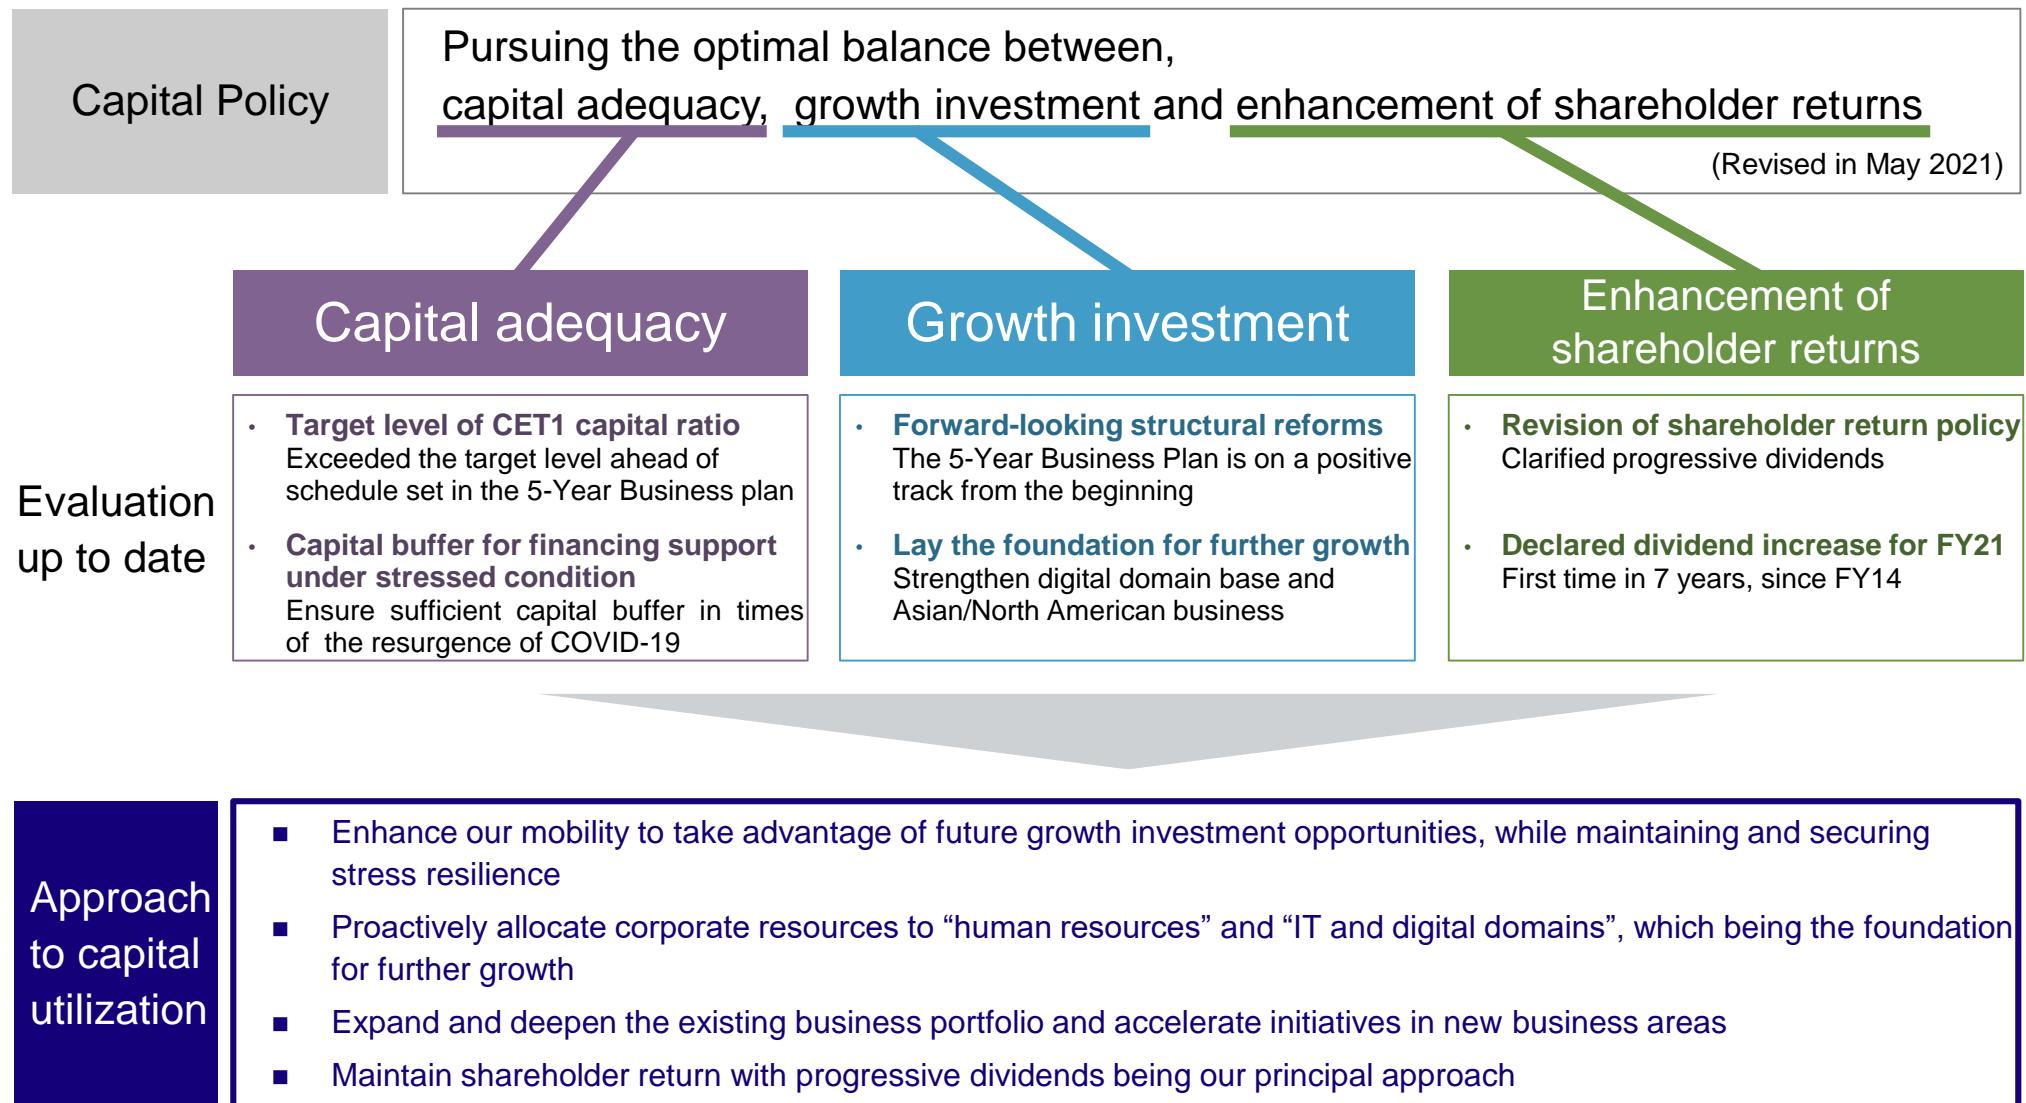 Capital Policy
Pursuing the optimal balance between,
capital adequacy, growth investment and enhancement of shareholder returns
(Revised in May 2021)
Capital adequacy
Growth investment
Enhancement of
shareholder returns
Evaluation
up to date
• Target level of CET1 capital ratio
Exceeded the target level ahead of
schedule set in the 5-Year Business plan
• Capital buffer for financing support
under stressed condition
Ensure sufficient capital buffer in times
of the resurgence of COVID-19
• Forward-looking structural reforms
The 5-Year Business Plan is on a positive
track from the beginning
• Lay the foundation for further growth
Strengthen digital domain base and
Asian/North American business
• Revision of shareholder return policy
Clarified progressive dividends
• Declared dividend increase for FY21
First time in 7 years, since FY14
Approach
to capital
utilization
■ Enhance our mobility to take advantage of future growth investment opportunities, while maintaining and securing
stress resilience
■ Proactively allocate corporate resources to “human resources” and “IT and digital domains”, which being the foundation
for further growth
■ Expand and deepen the existing business portfolio and accelerate initiatives in new business areas
■ Maintain shareholder return with progressive dividends being our principal approach